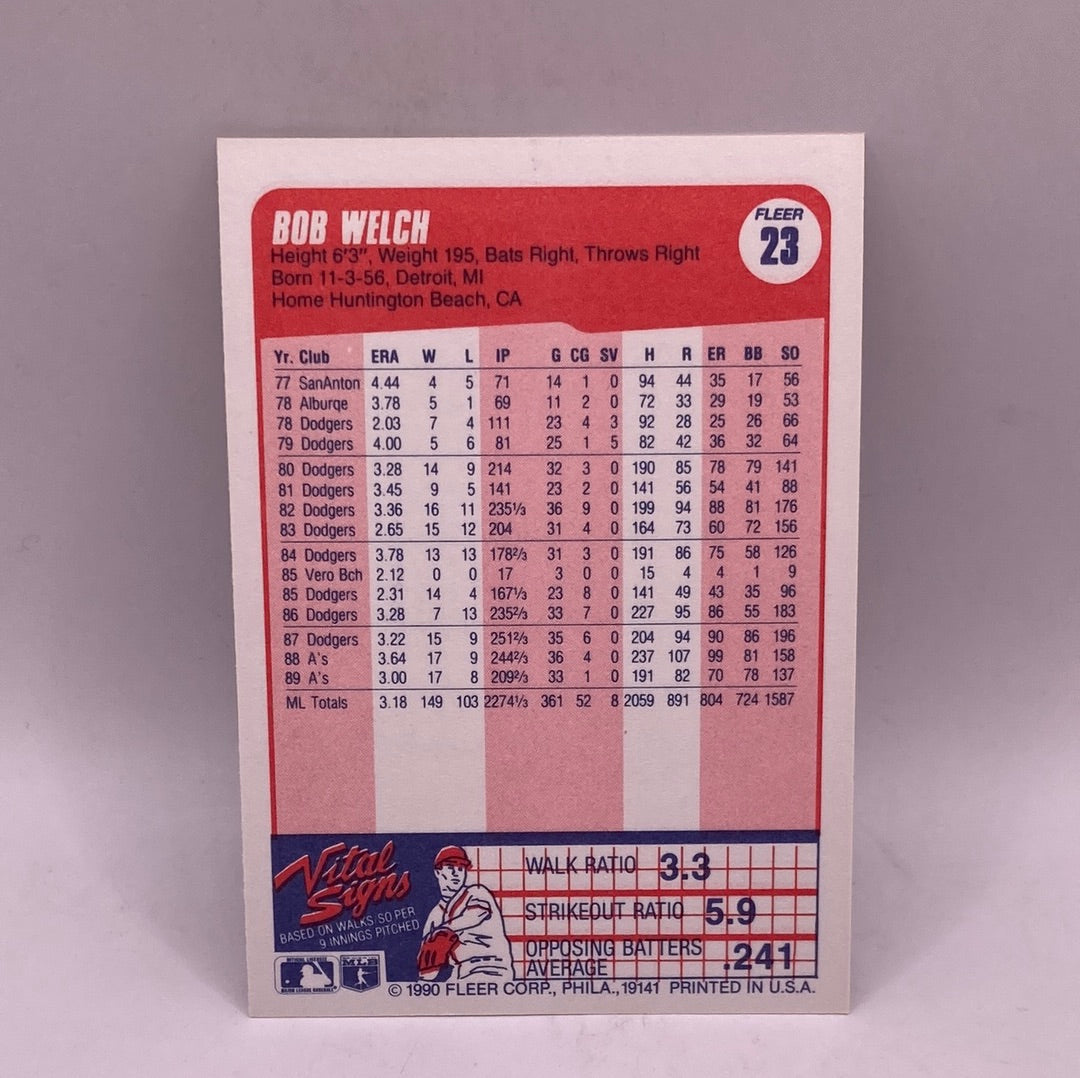 BOB WELCH
FLEER
23
Height 6'3", Weight 195, Bats Right, Throws Right
Born 11-3-56, Detroit, MI
Home Huntington Beach, CA
Yr. Club ERA W L IP G CG SV H R ER BB SO
77 SanAnton 4.44 4 5 71 14 1 0 94 44 35 17 56
78 Alburqe 3.78 5 1 69 11 2 0 72 33 29 19 53
78 Dodgers 2.03 7 4 111 23 4 3 92 28 25 26 66
79 Dodgers 4.00 5 6 81 25 1 5 82 42 36 32 64
80 Dodgers 3.28 14 9 214 32 3 0 190 85 78 79 141
81 Dodgers 3.45 9 5 141 23 2 0 141 56 54 41 88
82 Dodgers 3.36 16 11 235⅓ 36 9 0 199 94 88 81 176
83 Dodgers 2.65 15 12 204 31 4 0 164 73 60 72 156
84 Dodgers 3.78 13 13 178⅔ 31 3 0 191 86 75 58 126
85 Vero Bch 2.12 0 0 17 3 0 0 15 4 4 1 9
85 Dodgers 2.31 14 4 167⅓ 23 8 0 141 49 43 35 96
86 Dodgers 3.28 7 13 235⅔ 33 7 0 227 95 86 55 183
87 Dodgers 3.22 15 9 251⅔ 35 6 0 204 94 90 86 196
88 A's 3.64 17 9 244⅔ 36 4 0 237 107 99 81 158
89 A's 3.00 17 8 209⅔ 33 1 0 191 82 70 78 137
ML Totals 3.18 149 103 2274⅓ 361 52 8 2059 891 804 724 1587
Vital Signs
BASED ON WALKS/SO PER
9 INNINGS PITCHED
WALK RATIO 3.3
STRIKEOUT RATIO 5.9
OPPOSING BATTERS
AVERAGE .241
OFFICIAL LICENSEE
MAJOR LEAGUE BASEBALL
MLB
© 1990 FLEER CORP., PHILA., 19141 PRINTED IN U.S.A.